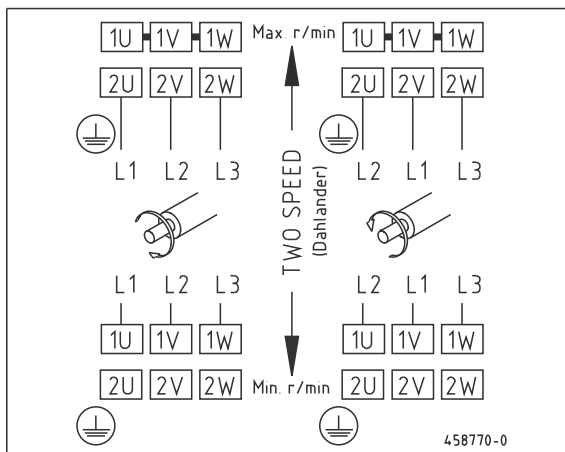 1U 1V 1W Max. r/min 1U 1V 1W
2U 2V 2W 2U 2V 2W
L1 L2 L3 L2 L1 L3
TWO SPEED
(Dahlander)
L1 L2 L3 L2 L1 L3
1U 1V 1W 1U 1V 1W
2U 2V 2W Min. r/min 2U 2V 2W
458770-0